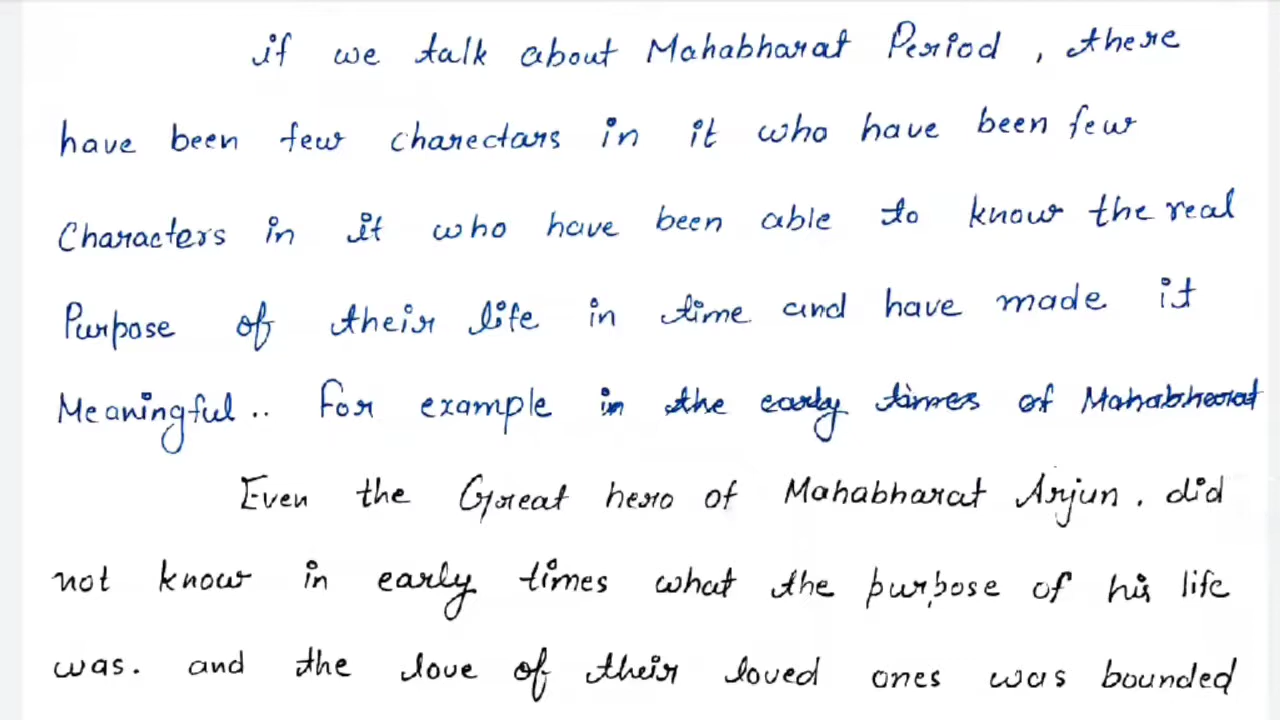 if we talk about Mahabharat Period , there
have been few charectars in it who have been few
Characters in it who have been able to know the real
Purpose of their life in time and have made it
Meaningful.. For example in the early times of Mahabharat
Even the Great hero of Mahabharat Arjun . did
not know in early times what the purpose of his life
was. and the love of their loved ones was bounded